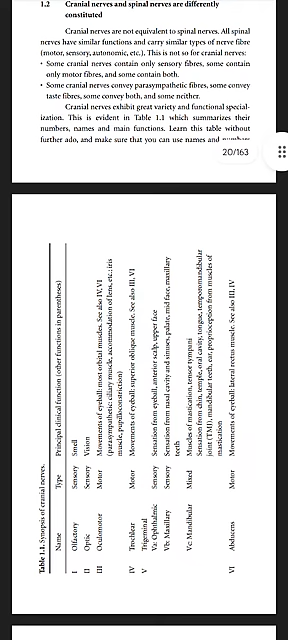 1.2 Cranial nerves and spinal nerves are differently
constituted
Cranial nerves are not equivalent to spinal nerves. All spinal
nerves have similar functions and carry similar types of nerve fibre
(motor, sensory, autonomic, etc.). This is not so for cranial nerves:
• Some cranial nerves contain only sensory fibres, some contain
only motor fibres, and some contain both.
• Some cranial nerves convey parasympathetic fibres, some convey
taste fibres, some convey both, and some neither.
Cranial nerves exhibit great variety and functional special-
ization. This is evident in Table 1.1 which summarizes their
numbers, names and main functions. Learn this table without
further ado, and make sure that you can use names and numbers
20/163
Table 1.1. Synopsis of cranial nerves.
Name Type Principal clinical function (other functions in parentheses)
I Olfactory Sensory Smell
II Optic Sensory Vision
III Oculomotor Motor Movements of eyeball: most orbital muscles. See also IV, VI
(parasympathetic: ciliary muscle, accommodation of lens, etc.; iris
muscle, pupilloconstriction)
IV Trochlear Motor Movements of eyeball: superior oblique muscle. See also III, VI
V Trigeminal
Va: Ophthalmic Sensory Sensation from eyeball, anterior scalp, upper face
Vb: Maxillary Sensory Sensation from nasal cavity and sinuses, palate, mid face, maxillary
teeth
Vc: Mandibular Mixed Muscles of mastication, tensor tympani
Sensation from chin, temple, oral cavity, tongue, temporomandibular
joint (TMJ), mandibular teeth, ear, proprioception from muscles of
mastication
VI Abducens Motor Movements of eyeball: lateral rectus muscle. See also III, IV